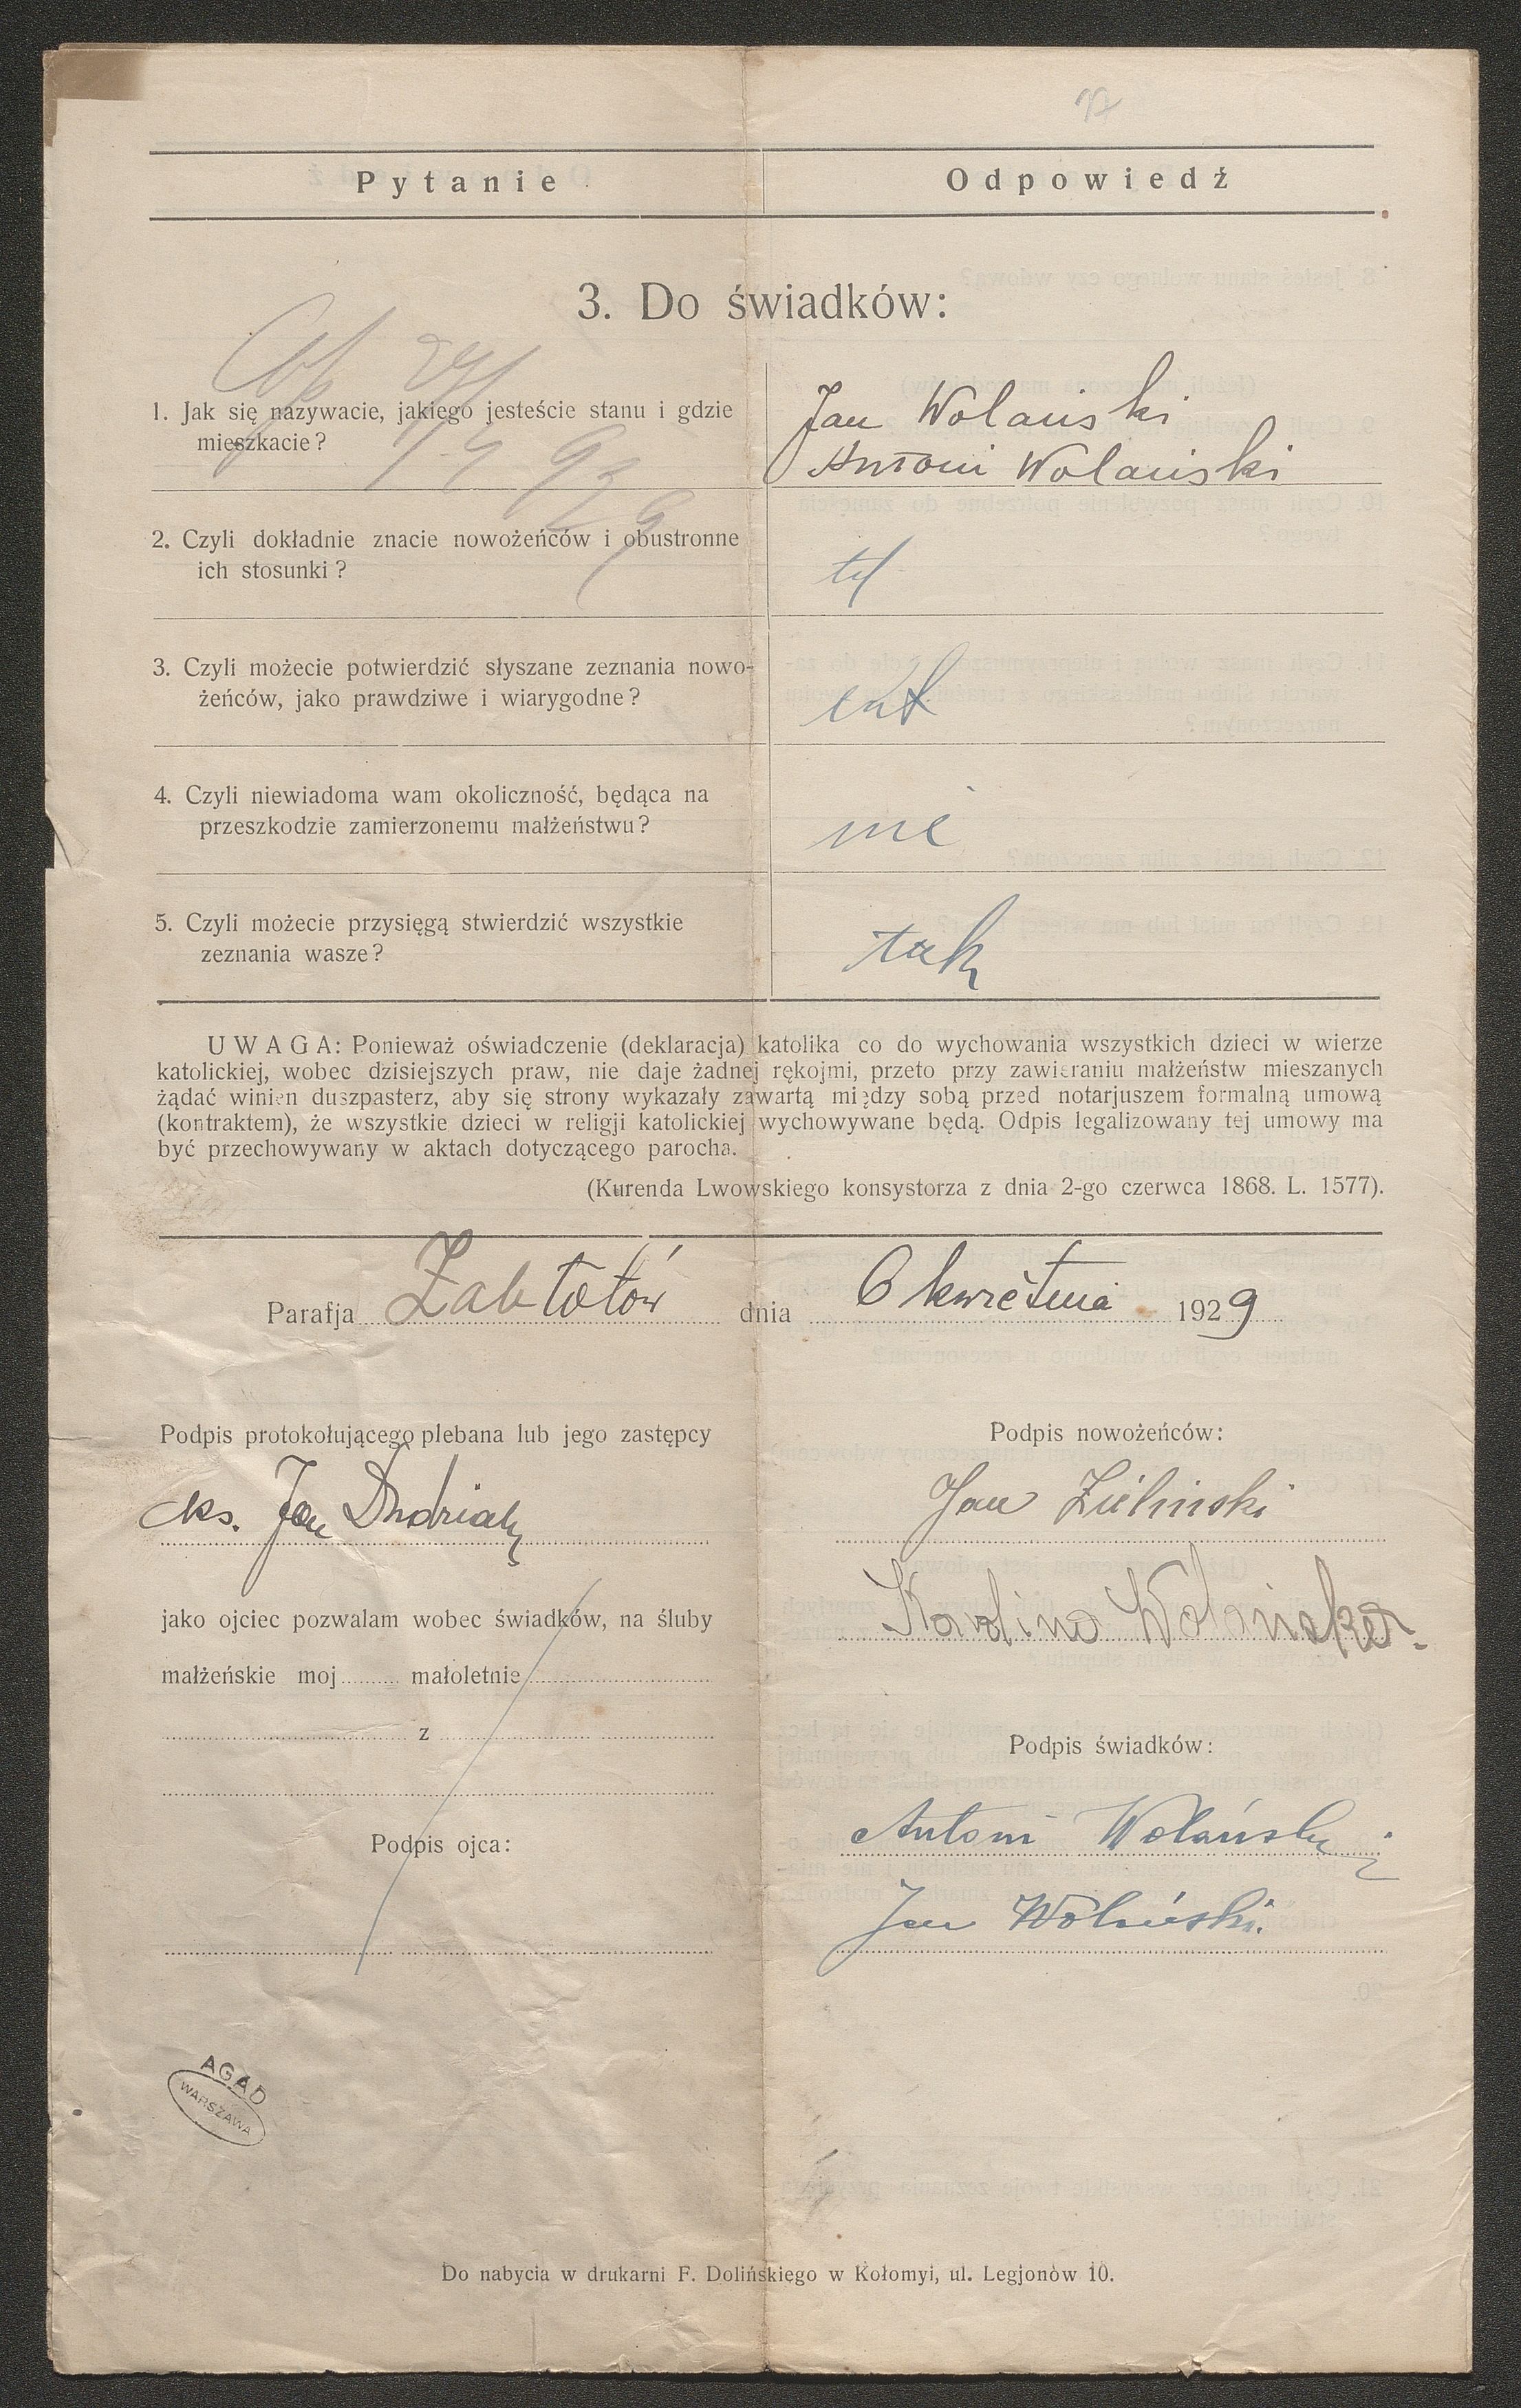 Pytanie Odpowiedź
3. Do świadków:
1. Jak się nazywacie, jakiego jesteście stanu i gdzie
mieszkacie?
Jan Wolański
Antoni Wolański
2. Czyli dokładnie znacie nowożeńców i obustronne
ich stosunki?
3. Czyli możecie potwierdzić słyszane zeznania nowo-
żeńców, jako prawdziwe i wiarygodne?
4. Czyli niewiadoma wam okoliczność, będąca na
przeszkodzie zamierzonemu małżeństwu?
nie
5. Czyli możecie przysięgą stwierdzić wszystkie
zeznania wasze?
tak
UWAGA: Ponieważ oświadczenie (deklaracja) katolika co do wychowania wszystkich dzieci w wierze
katolickiej, wobec dzisiejszych praw, nie daje żadnej rękojmi, przeto przy zawieraniu małżeństw mieszanych
żądać winien duszpasterz, aby się strony wykazały zawartą między sobą przed notarjuszem formalną umową
(kontraktem), że wszystkie dzieci w religji katolickiej wychowywane będą. Odpis legalizowany tej umowy ma
być przechowywany w aktach dotyczącego parocha.
(Kurenda Lwowskiego konsystorza z dnia 2-go czerwca 1868. L. 1577).
Parafja Zabłotów dnia 6 kwietnia 1929
Podpis protokołującego plebana lub jego zastępcy
ks. Jan
Podpis nowożeńców:
Jan Zieliński
Karolina Wolańska.
jako ojciec pozwalam wobec świadków, na śluby
małżeńskie moj małoletnie
z
Podpis ojca:
Podpis świadków:
Antoni Wolański
Jan Wolański.
AGAD
WARSZAWA
Do nabycia w drukarni F. Dolińskiego w Kołomyi, ul. Legjonów 10.